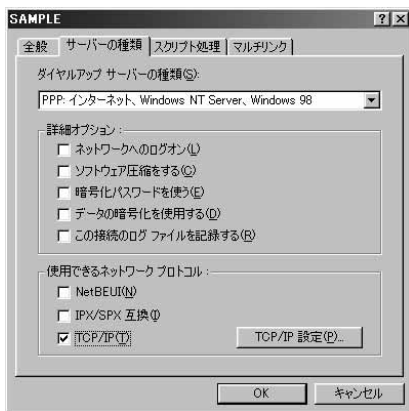 SAMPLE
全般 サーバーの種類 スクリプト処理 マルチリンク
ダイヤルアップ サーバーの種類(S):
PPP: インターネット、Windows NT Server、Windows 98
詳細オプション:
ネットワークへのログオン(L)
ソフトウェア圧縮をする(C)
暗号化パスワードを使う(E)
データの暗号化を使用する(D)
この接続のログ ファイルを記録する(R)
使用できるネットワーク プロトコル:
NetBEUI(N)
IPX/SPX 互換(I)
TCP/IP(T)
TCP/IP 設定(P)...
OK キャンセル